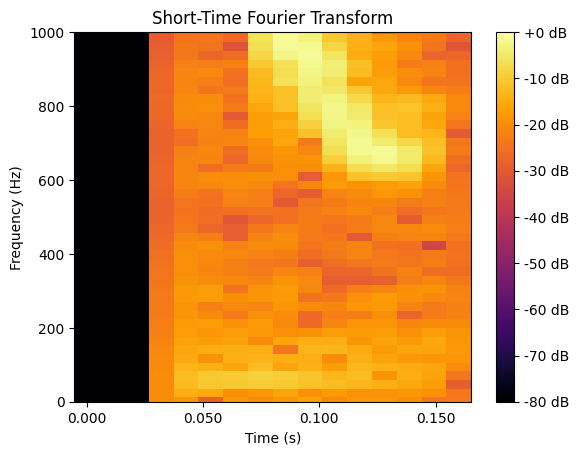 Short-Time Fourier Transform
1000
800
600
400
200
0
Frequency (Hz)
0.000
0.050
0.100
0.150
Time (s)
+0 dB
-10 dB
-20 dB
-30 dB
-40 dB
-50 dB
-60 dB
-70 dB
-80 dB